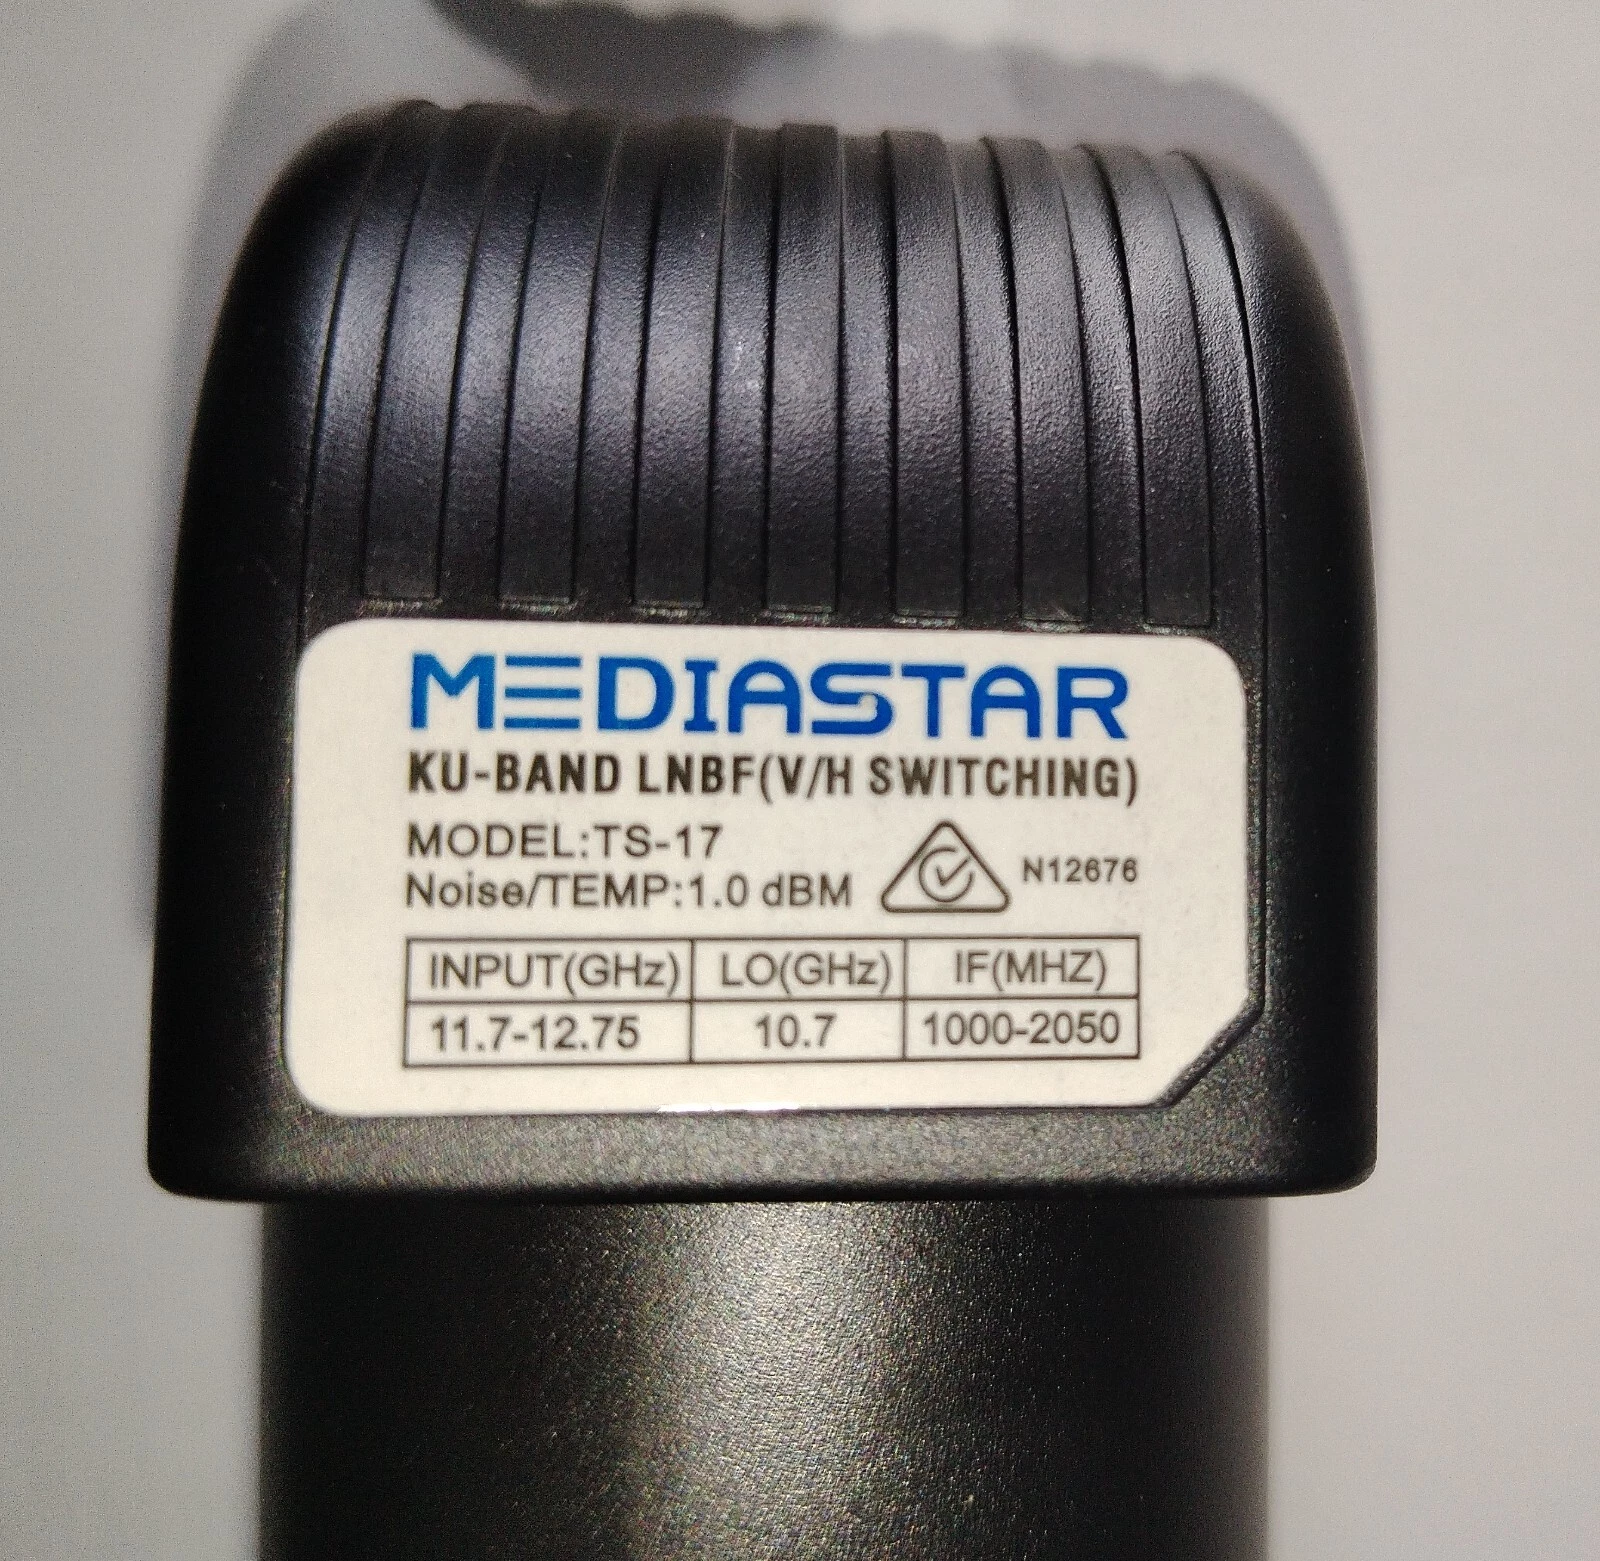 MEDIASTAR
KU-BAND LNBF(V/H SWITCHING)
MODEL:TS-17
Noise/TEMP:1.0 dBM
N12676
INPUT(GHz) LO(GHz) IF(MHZ)
11.7-12.75 10.7 1000-2050